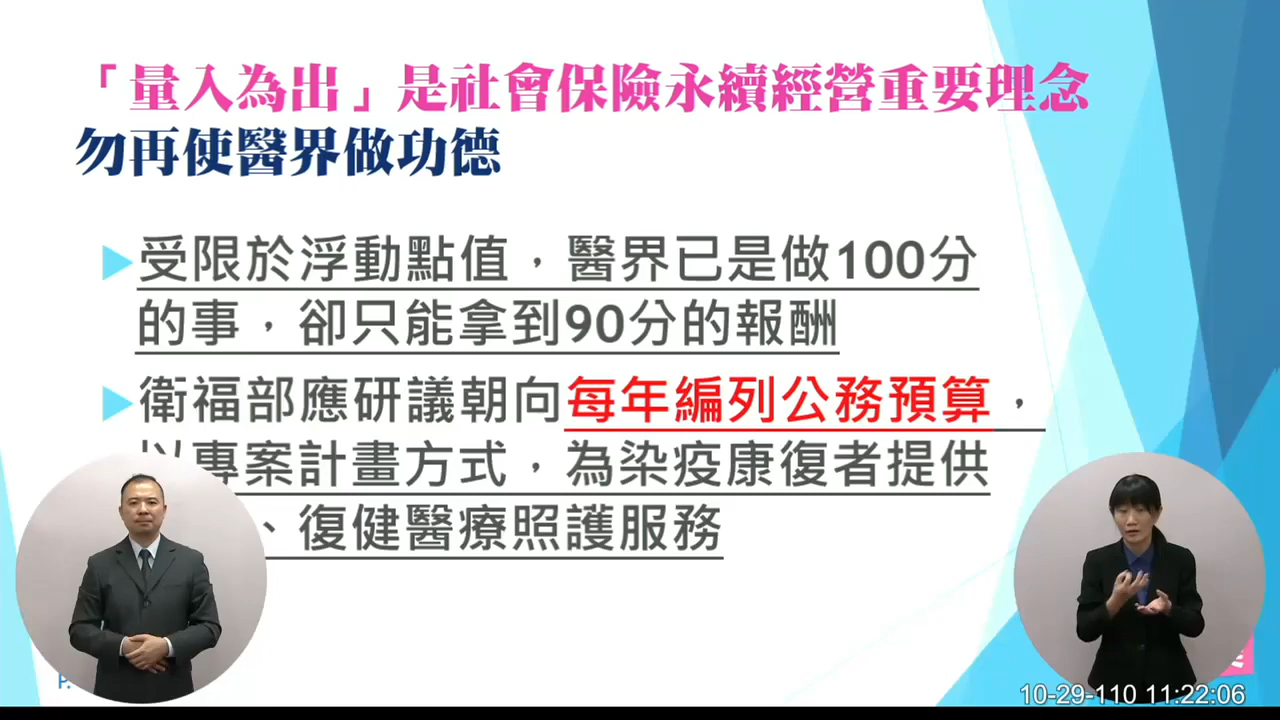 「量入為出」是社會保險永續經營重要理念
勿再使醫界做功德
受限於浮動點值，醫界已是做100分
的事，卻只能拿到90分的報酬
衛福部應研議朝向每年編列公務預算，
以專案計畫方式，為染疫康復者提供
、復健醫療照護服務
10-29-110 11:22:06